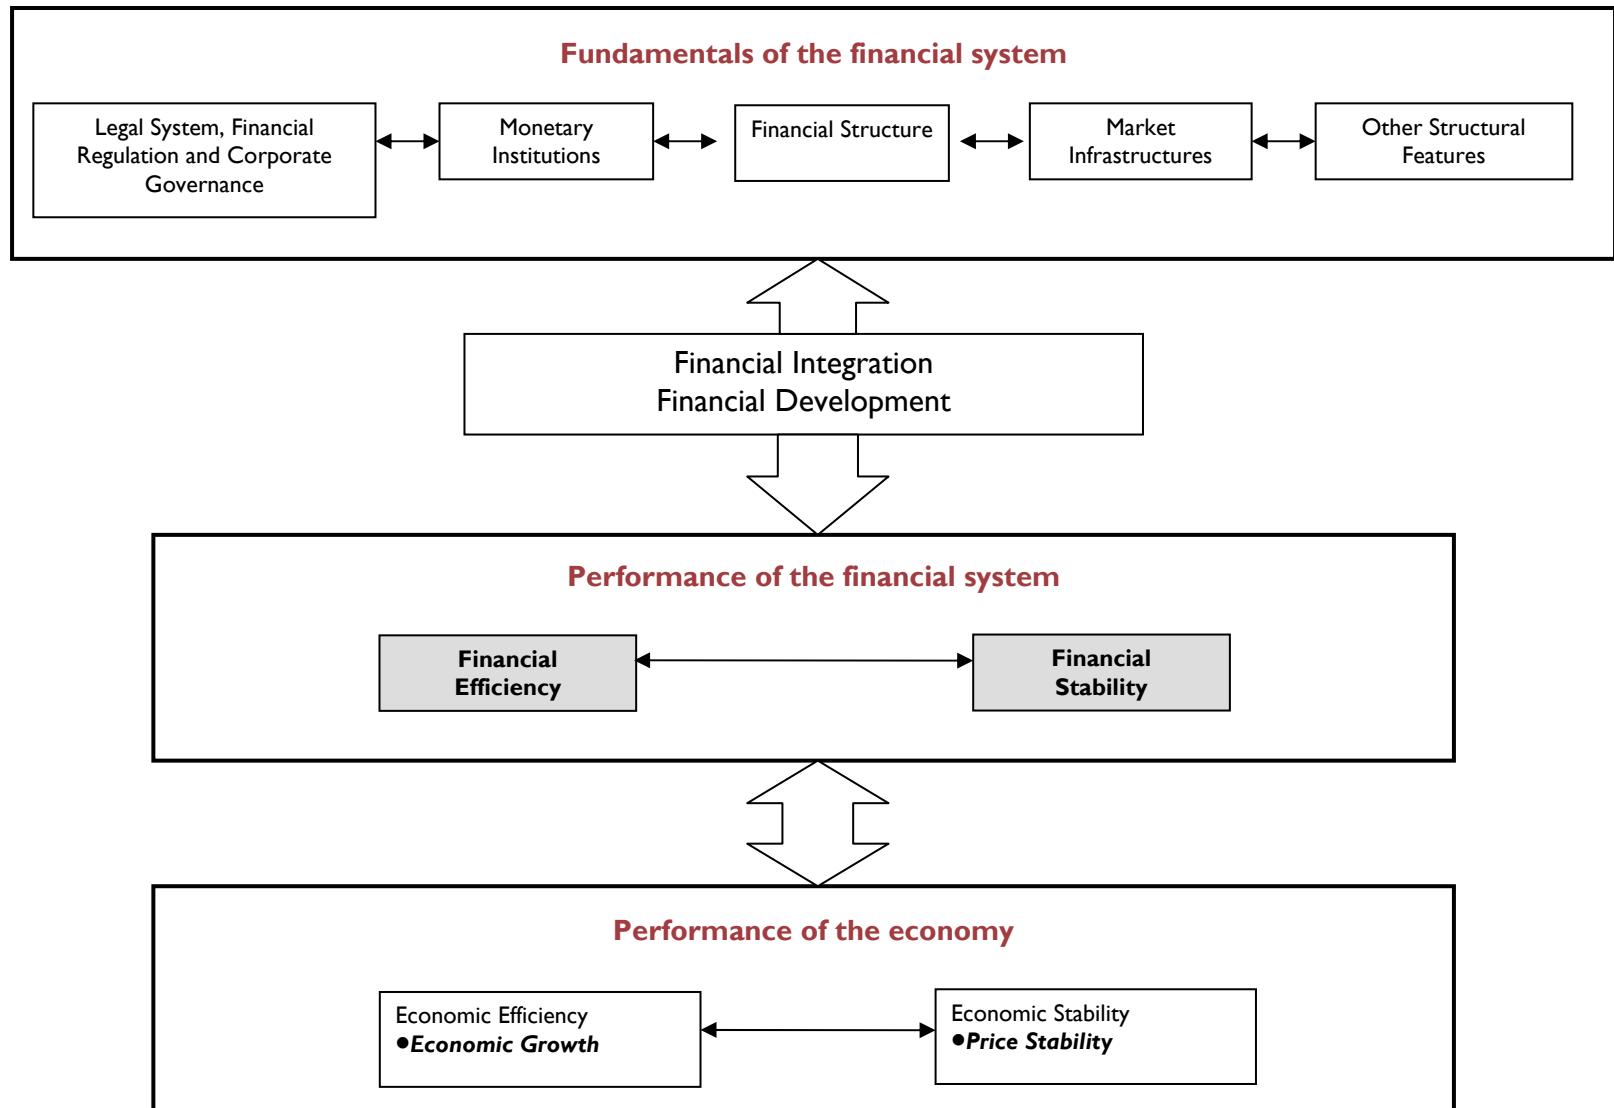 Fundamentals of the financial system
Legal System, Financial
Regulation and Corporate
Governance
Monetary
Institutions
Financial Structure
Market
Infrastructures
Other Structural
Features
Financial Integration
Financial Development
Performance of the financial system
Financial
Efficiency
Financial
Stability
Performance of the economy
Economic Efficiency
●Economic Growth
Economic Stability
●Price Stability